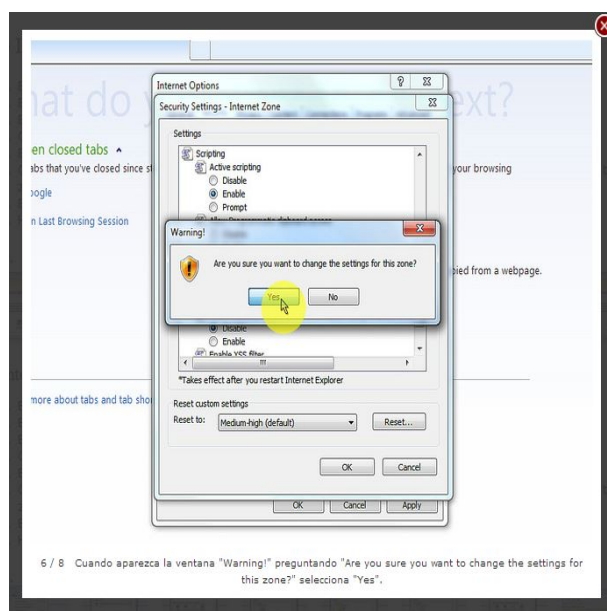 hat do
ext?
Internet Options
Security Settings - Internet Zone
Settings
Scripting
Active scripting
Disable
Enable
Prompt
en closed tabs
abs that you've closed since st
your browsing
oogle
n Last Browsing Session
Warning!
Are you sure you want to change the settings for this zone?
Yes
No
pied from a webpage.
Disable
Enable
Enable XSS filter
*Takes effect after you restart Internet Explorer
more about tabs and tab sho
Reset custom settings
Reset to:
Medium-high (default)
Reset...
OK
Cancel
OK
Cancel
Apply
6 / 8 Cuando aparezca la ventana "Warning!" preguntando "Are you sure you want to change the settings for
this zone?" selecciona "Yes".